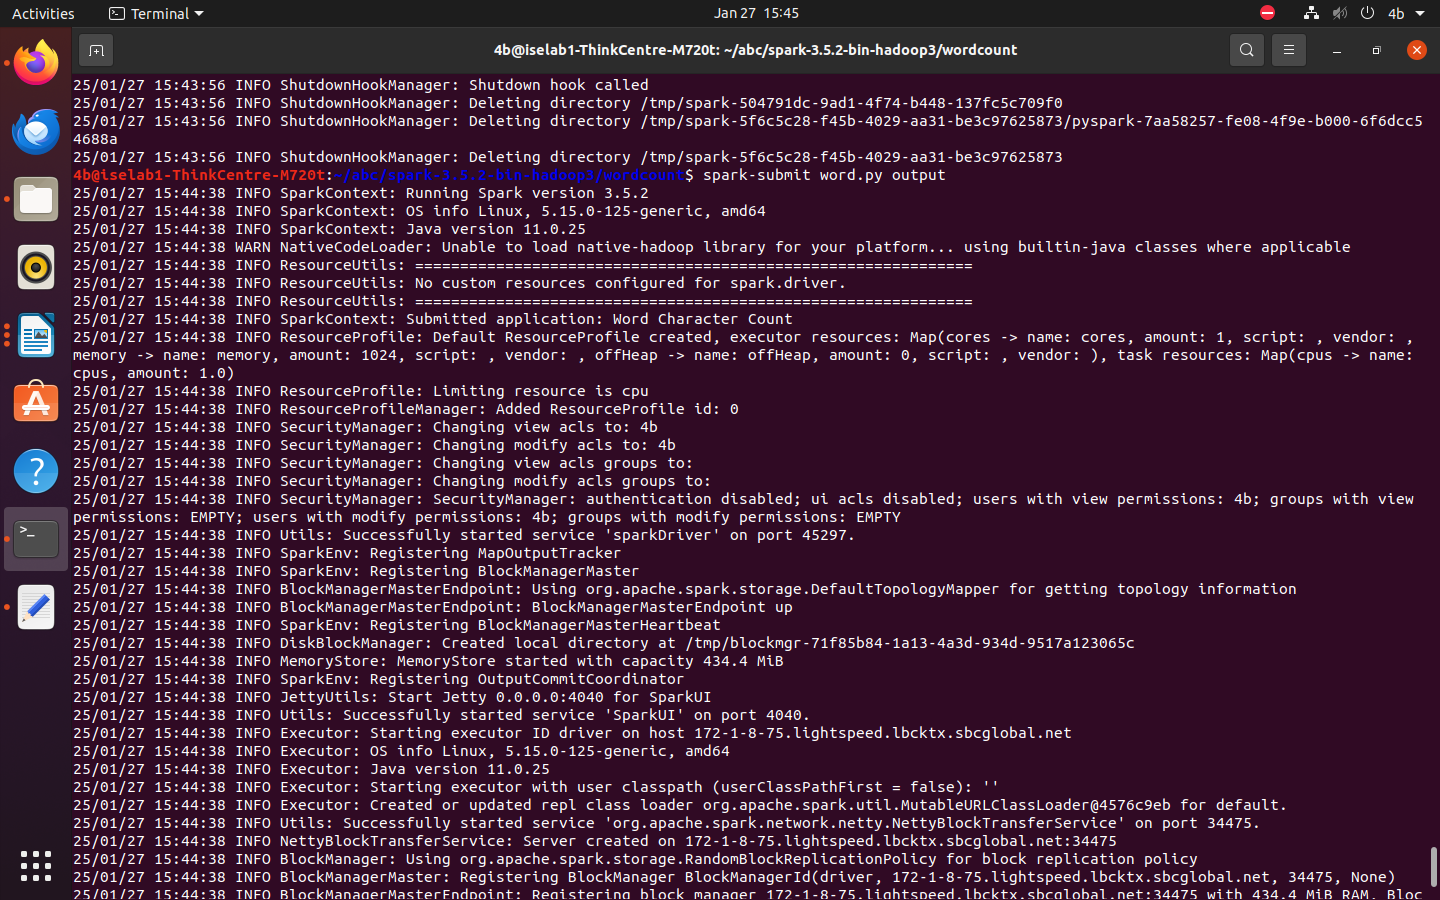 Activities
Terminal
Jan 27 15:45
4b
4b@iselab1-ThinkCentre-M720t: ~/abc/spark-3.5.2-bin-hadoop3/wordcount
25/01/27 15:43:56 INFO ShutdownHookManager: Shutdown hook called
25/01/27 15:43:56 INFO ShutdownHookManager: Deleting directory /tmp/spark-504791dc-9ad1-4f74-b448-137fc5c709f0
25/01/27 15:43:56 INFO ShutdownHookManager: Deleting directory /tmp/spark-5f6c5c28-f45b-4029-aa31-be3c97625873/pyspark-7aa58257-fe08-4f9e-b000-6f6dcc5
4688a
25/01/27 15:43:56 INFO ShutdownHookManager: Deleting directory /tmp/spark-5f6c5c28-f45b-4029-aa31-be3c97625873
4b@iselab1-ThinkCentre-M720t:~/abc/spark-3.5.2-bin-hadoop3/wordcount$ spark-submit word.py output
25/01/27 15:44:38 INFO SparkContext: Running Spark version 3.5.2
25/01/27 15:44:38 INFO SparkContext: OS info Linux, 5.15.0-125-generic, amd64
25/01/27 15:44:38 INFO SparkContext: Java version 11.0.25
25/01/27 15:44:38 WARN NativeCodeLoader: Unable to load native-hadoop library for your platform... using builtin-java classes where applicable
25/01/27 15:44:38 INFO ResourceUtils: ==============================================================
25/01/27 15:44:38 INFO ResourceUtils: No custom resources configured for spark.driver.
25/01/27 15:44:38 INFO ResourceUtils: ==============================================================
25/01/27 15:44:38 INFO SparkContext: Submitted application: Word Character Count
25/01/27 15:44:38 INFO ResourceProfile: Default ResourceProfile created, executor resources: Map(cores -> name: cores, amount: 1, script: , vendor: ,
memory -> name: memory, amount: 1024, script: , vendor: , offHeap -> name: offHeap, amount: 0, script: , vendor: ), task resources: Map(cpus -> name:
cpus, amount: 1.0)
25/01/27 15:44:38 INFO ResourceProfile: Limiting resource is cpu
25/01/27 15:44:38 INFO ResourceProfileManager: Added ResourceProfile id: 0
25/01/27 15:44:38 INFO SecurityManager: Changing view acls to: 4b
25/01/27 15:44:38 INFO SecurityManager: Changing modify acls to: 4b
25/01/27 15:44:38 INFO SecurityManager: Changing view acls groups to:
25/01/27 15:44:38 INFO SecurityManager: Changing modify acls groups to:
25/01/27 15:44:38 INFO SecurityManager: SecurityManager: authentication disabled; ui acls disabled; users with view permissions: 4b; groups with view
permissions: EMPTY; users with modify permissions: 4b; groups with modify permissions: EMPTY
25/01/27 15:44:38 INFO Utils: Successfully started service 'sparkDriver' on port 45297.
25/01/27 15:44:38 INFO SparkEnv: Registering MapOutputTracker
25/01/27 15:44:38 INFO SparkEnv: Registering BlockManagerMaster
25/01/27 15:44:38 INFO BlockManagerMasterEndpoint: Using org.apache.spark.storage.DefaultTopologyMapper for getting topology information
25/01/27 15:44:38 INFO BlockManagerMasterEndpoint: BlockManagerMasterEndpoint up
25/01/27 15:44:38 INFO SparkEnv: Registering BlockManagerMasterHeartbeat
25/01/27 15:44:38 INFO DiskBlockManager: Created local directory at /tmp/blockmgr-71f85b84-1a13-4a3d-934d-9517a123065c
25/01/27 15:44:38 INFO MemoryStore: MemoryStore started with capacity 434.4 MiB
25/01/27 15:44:38 INFO SparkEnv: Registering OutputCommitCoordinator
25/01/27 15:44:38 INFO JettyUtils: Start Jetty 0.0.0.0:4040 for SparkUI
25/01/27 15:44:38 INFO Utils: Successfully started service 'SparkUI' on port 4040.
25/01/27 15:44:38 INFO Executor: Starting executor ID driver on host 172-1-8-75.lightspeed.lbcktx.sbcglobal.net
25/01/27 15:44:38 INFO Executor: OS info Linux, 5.15.0-125-generic, amd64
25/01/27 15:44:38 INFO Executor: Java version 11.0.25
25/01/27 15:44:38 INFO Executor: Starting executor with user classpath (userClassPathFirst = false): ''
25/01/27 15:44:38 INFO Executor: Created or updated repl class loader org.apache.spark.util.MutableURLClassLoader@4576c9eb for default.
25/01/27 15:44:38 INFO Utils: Successfully started service 'org.apache.spark.network.netty.NettyBlockTransferService' on port 34475.
25/01/27 15:44:38 INFO NettyBlockTransferService: Server created on 172-1-8-75.lightspeed.lbcktx.sbcglobal.net:34475
25/01/27 15:44:38 INFO BlockManager: Using org.apache.spark.storage.RandomBlockReplicationPolicy for block replication policy
25/01/27 15:44:38 INFO BlockManagerMaster: Registering BlockManager BlockManagerId(driver, 172-1-8-75.lightspeed.lbcktx.sbcglobal.net, 34475, None)
25/01/27 15:44:38 INFO BlockManagerMasterEndpoint: Registering block manager 172-1-8-75.lightspeed.lbcktx.sbcglobal.net:34475 with 434.4 MiB RAM, Bloc